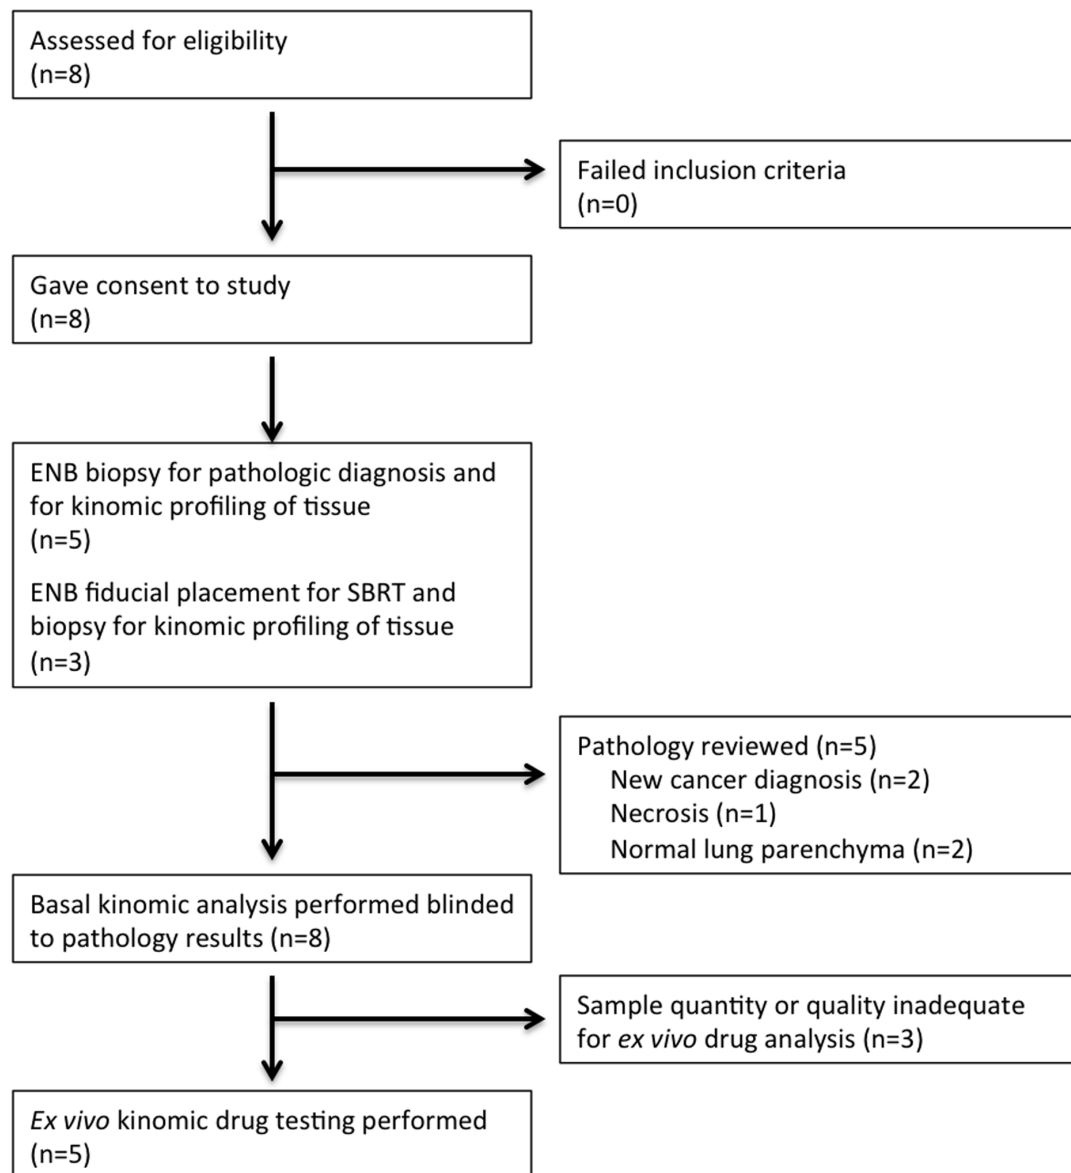 Assessed for eligibility
(n=8)
Failed inclusion criteria
(n=0)
Gave consent to study
(n=8)
ENB biopsy for pathologic diagnosis and
for kinomic profiling of tissue
(n=5)
ENB fiducial placement for SBRT and
biopsy for kinomic profiling of tissue
(n=3)
Pathology reviewed (n=5)
New cancer diagnosis (n=2)
Necrosis (n=1)
Normal lung parenchyma (n=2)
Basal kinomic analysis performed blinded
to pathology results (n=8)
Sample quantity or quality inadequate
for ex vivo drug analysis (n=3)
Ex vivo kinomic drug testing performed
(n=5)